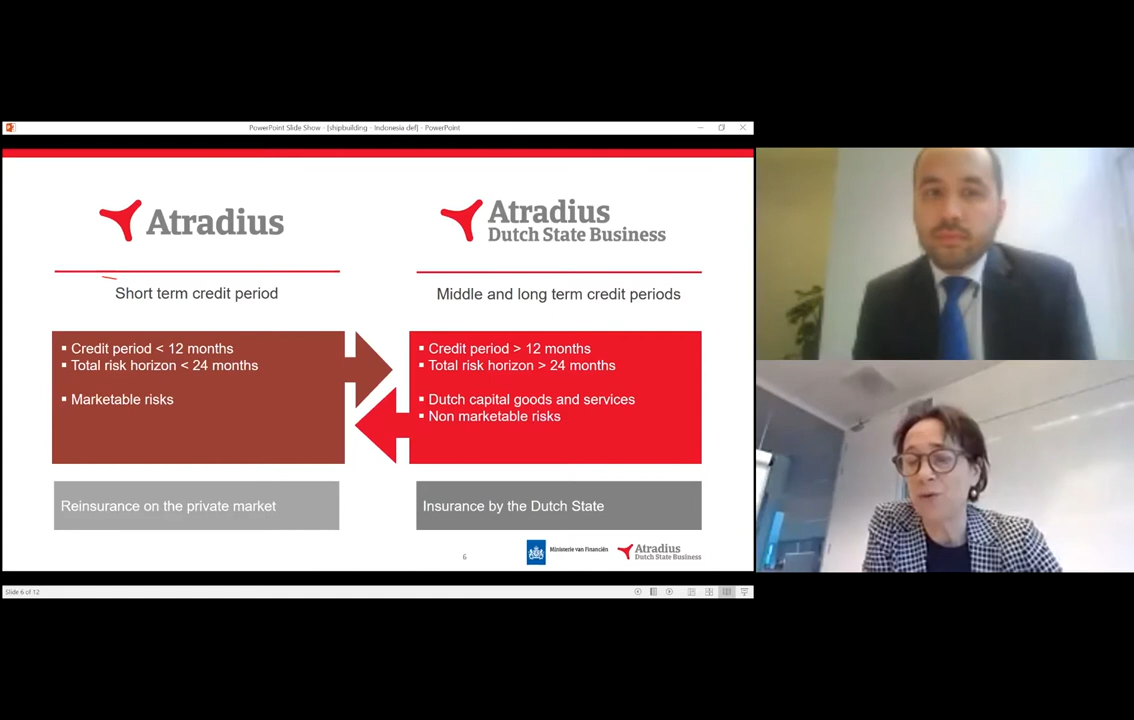 PowerPoint Slide Show - [shipbuilding - Indonesia def] - PowerPoint
Atradius
Atradius
Dutch State Business
Short term credit period
Middle and long term credit periods
Credit period < 12 months
Total risk horizon < 24 months
Marketable risks
Credit period > 12 months
Total risk horizon > 24 months
Dutch capital goods and services
Non marketable risks
Reinsurance on the private market
Insurance by the Dutch State
6
Ministerie van Financiën
Atradius
Dutch State Business
Slide 6 of 12